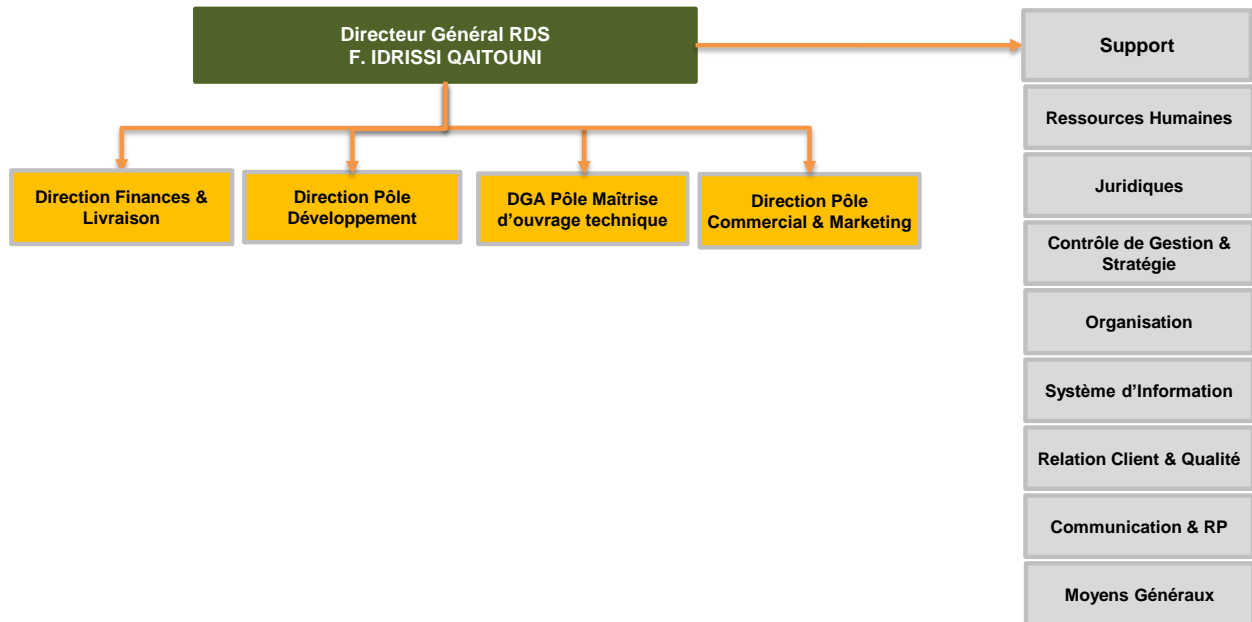 Directeur Général RDS
F. IDRISSI QAITOUNI
Support
Ressources Humaines
Juridiques
Contrôle de Gestion &
Stratégie
Organisation
Système d’Information
Relation Client & Qualité
Communication & RP
Moyens Généraux
Direction Finances &
Livraison
Direction Pôle
Développement
DGA Pôle Maîtrise
d’ouvrage technique
Direction Pôle
Commercial & Marketing